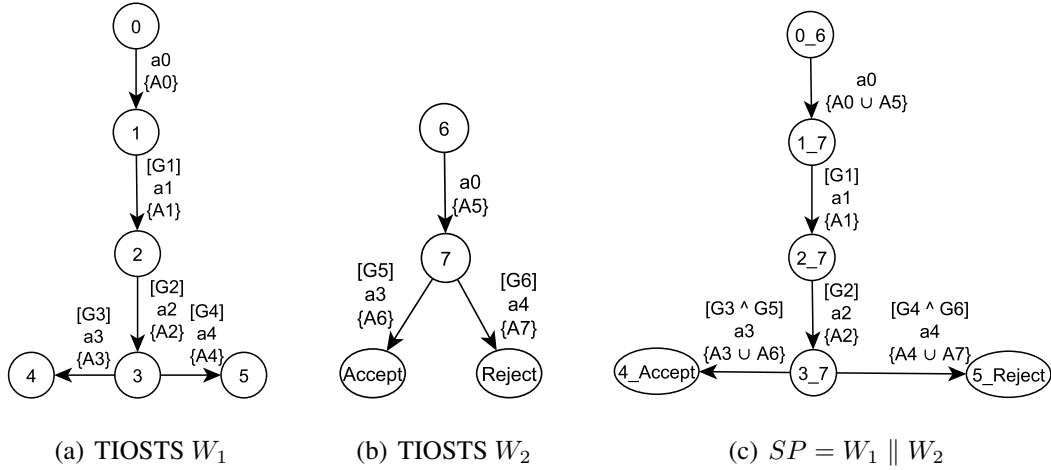 0
a0
{A0}
1
[G1]
a1
{A1}
2
[G2]
a2
{A2}
[G3]
a3
{A3}
[G4]
a4
{A4}
4
3
5
(a) TIOSTS W1
6
a0
{A5}
7
[G5]
a3
{A6}
[G6]
a4
{A7}
Accept
Reject
(b) TIOSTS W2
0_6
a0
{A0 ∪ A5}
1_7
[G1]
a1
{A1}
2_7
[G2]
a2
{A2}
[G3 ^ G5]
a3
{A3 ∪ A6}
[G4 ^ G6]
a4
{A4 ∪ A7}
4_Accept
3_7
5_Reject
(c) SP = W1 ∥ W2